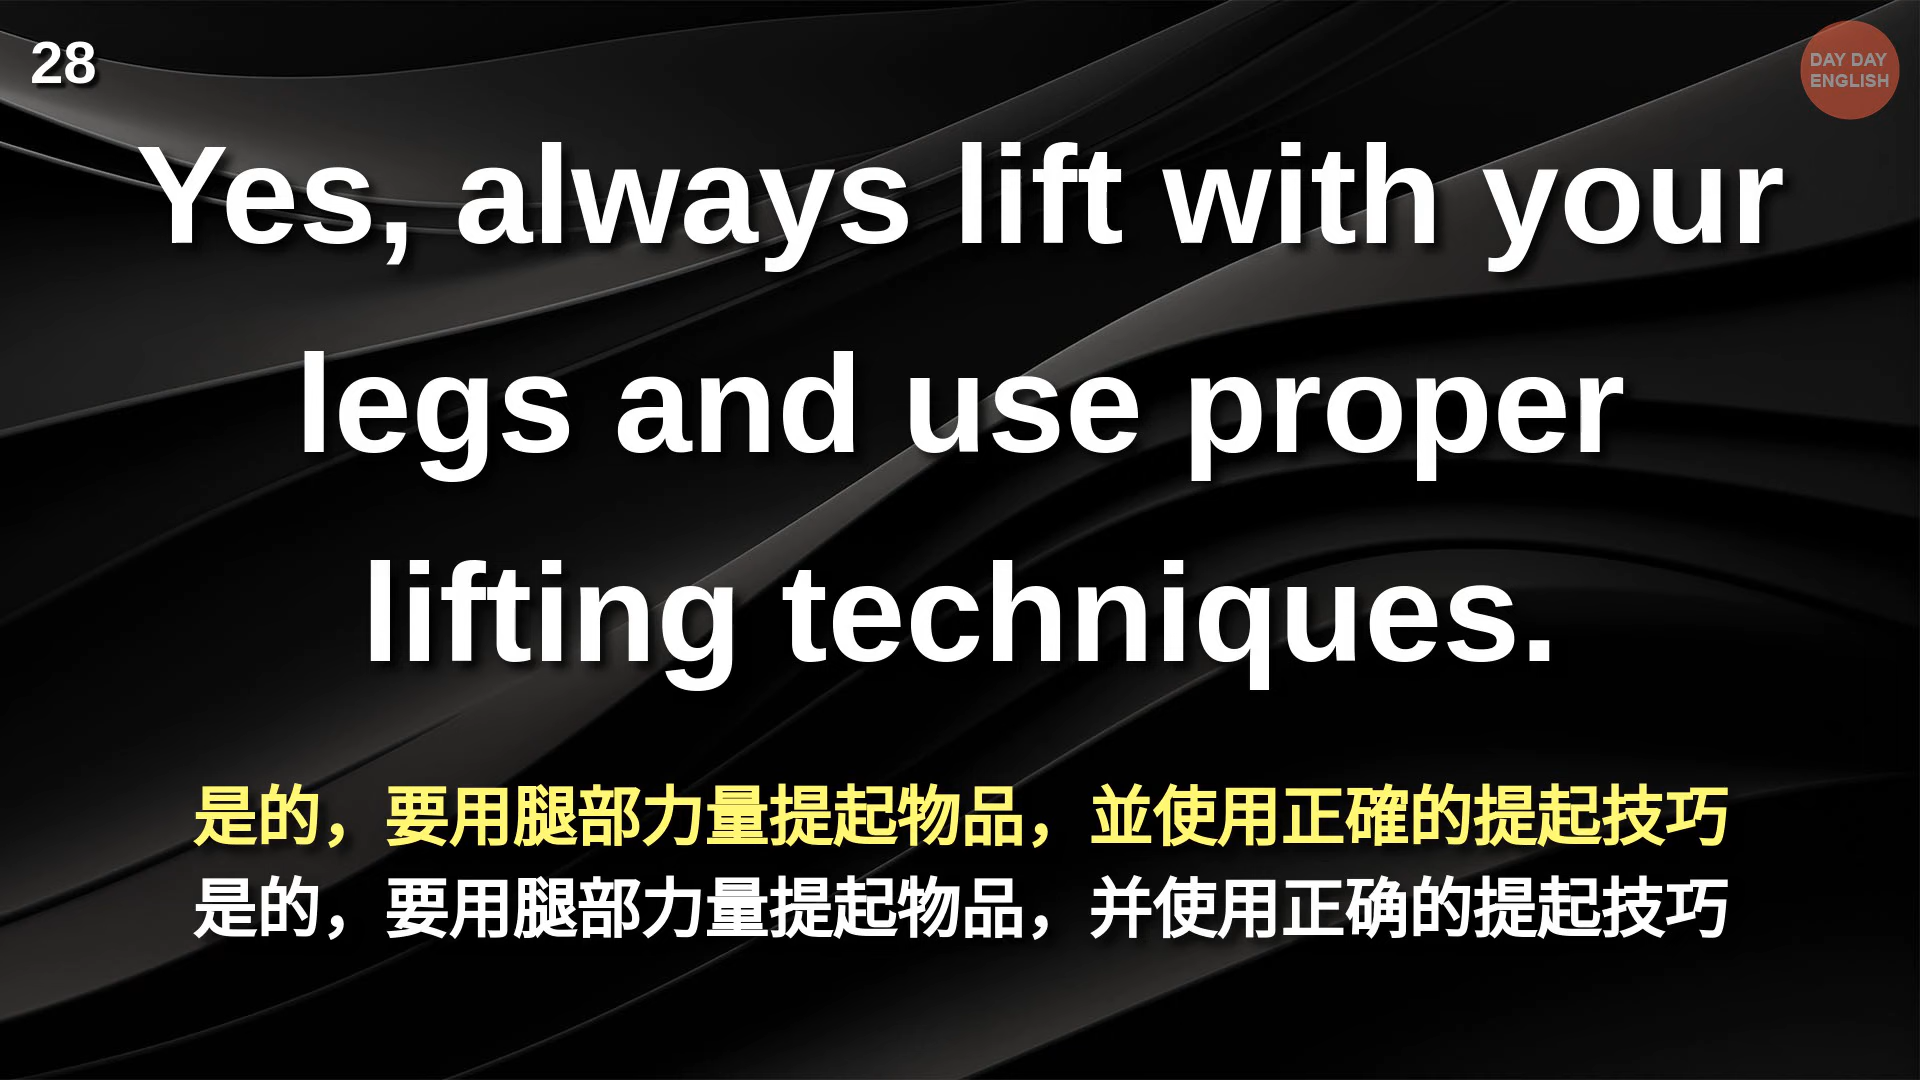 28
DAY DAY
ENGLISH
Yes, always lift with your
legs and use proper
lifting techniques.
是的，要用腿部力量提起物品，並使用正確的提起技巧
是的，要用腿部力量提起物品，并使用正确的提起技巧